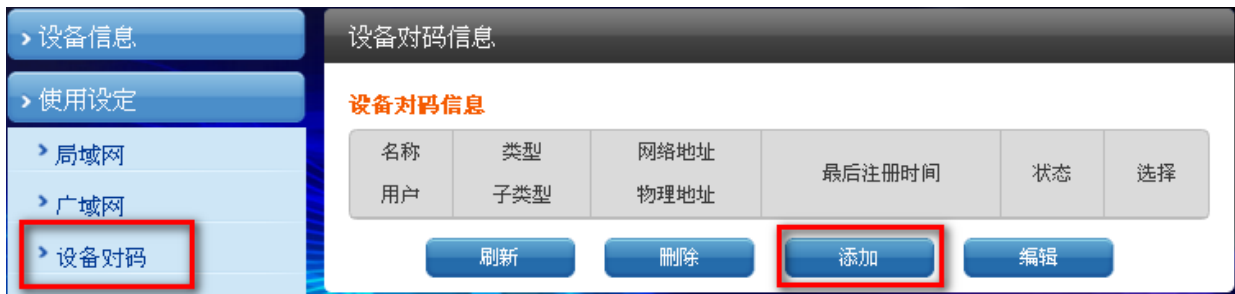 设备信息
使用设定
局域网
广域网
设备对码
设备对码信息
设备对码信息
名称 类型 网络地址 最后注册时间 状态 选择
用户 子类型 物理地址
刷新 删除 添加 编辑